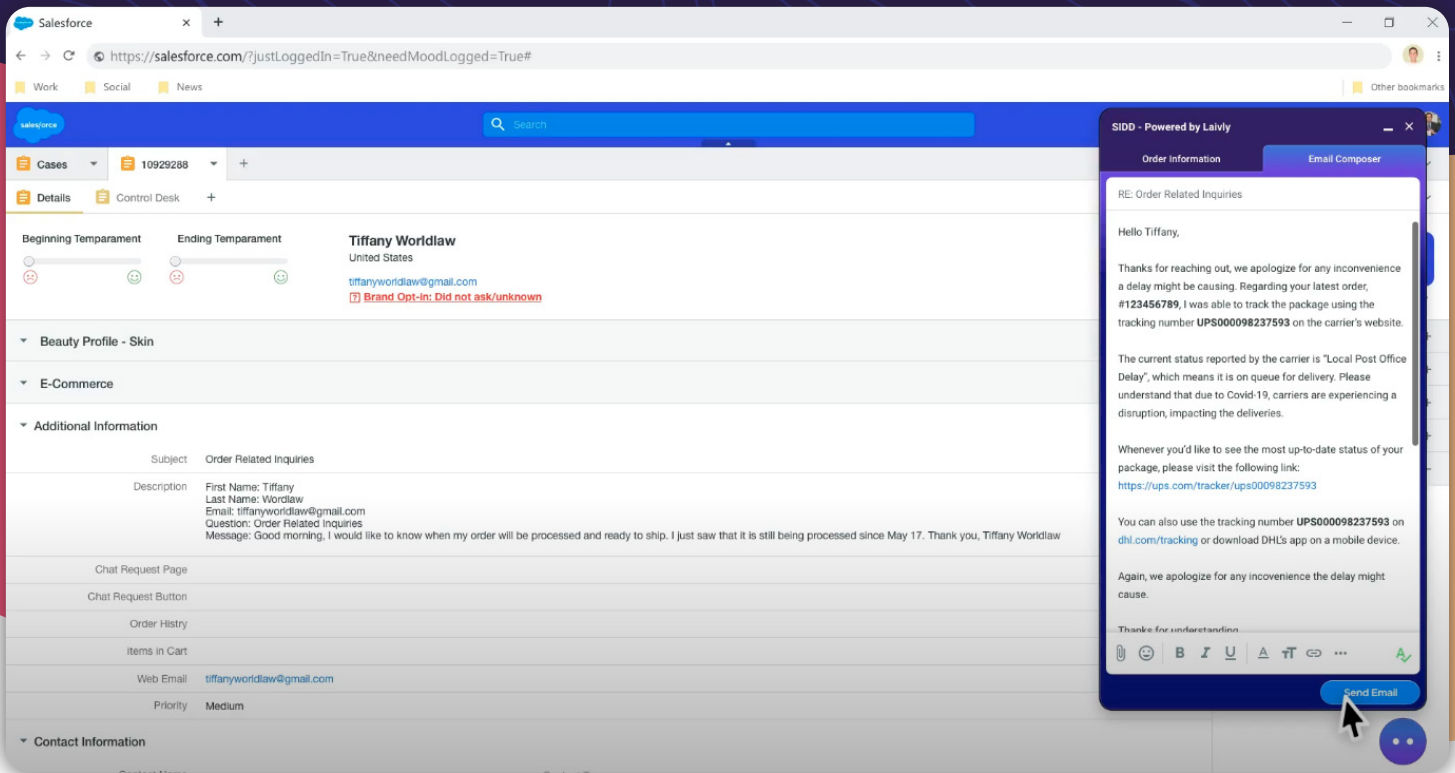 Salesforce
https://salesforce.com/?justLoggedIn=True&needMoodLogged=True#
Work Social News Other bookmarks
salesforce
Search
Cases 10929288
Details Control Desk
Beginning Temparament Ending Temparament
Tiffany Worldlaw
United States
tiffanyworldlaw@gmail.com
Brand Opt-In: Did not ask/unknown
Beauty Profile - Skin
E-Commerce
Additional Information
Subject Order Related Inquiries
Description First Name: Tiffany
Last Name: Wordlaw
Email: tiffanyworldlaw@gmail.com
Question: Order Related Inquiries
Message: Good morning, I would like to know when my order will be processed and ready to ship. I just saw that it is still being processed since May 17. Thank you, Tiffany Worldlaw
Chat Request Page
Chat Request Button
Order Histry
Items in Cart
Web Email tiffanyworldlaw@gmail.com
Priority Medium
Contact Information
SIDD - Powered by Laivly
Order Information Email Composer
RE: Order Related Inquiries
Hello Tiffany,
Thanks for reaching out, we apologize for any inconvenience
a delay might be causing. Regarding your latest order,
#123456789, I was able to track the package using the
tracking number UPS000098237593 on the carrier's website.
The current status reported by the carrier is "Local Post Office
Delay", which means it is on queue for delivery. Please
understand that due to Covid-19, carriers are experiencing a
disruption, impacting the deliveries.
Whenever you'd like to see the most up-to-date status of your
package, please visit the following link:
https://ups.com/tracker/ups00098237593
You can also use the tracking number UPS000098237593 on
dhl.com/tracking or download DHL's app on a mobile device.
Again, we apologize for any incovenience the delay might
cause.
Thanks for understanding
B I U A TT
Send Email